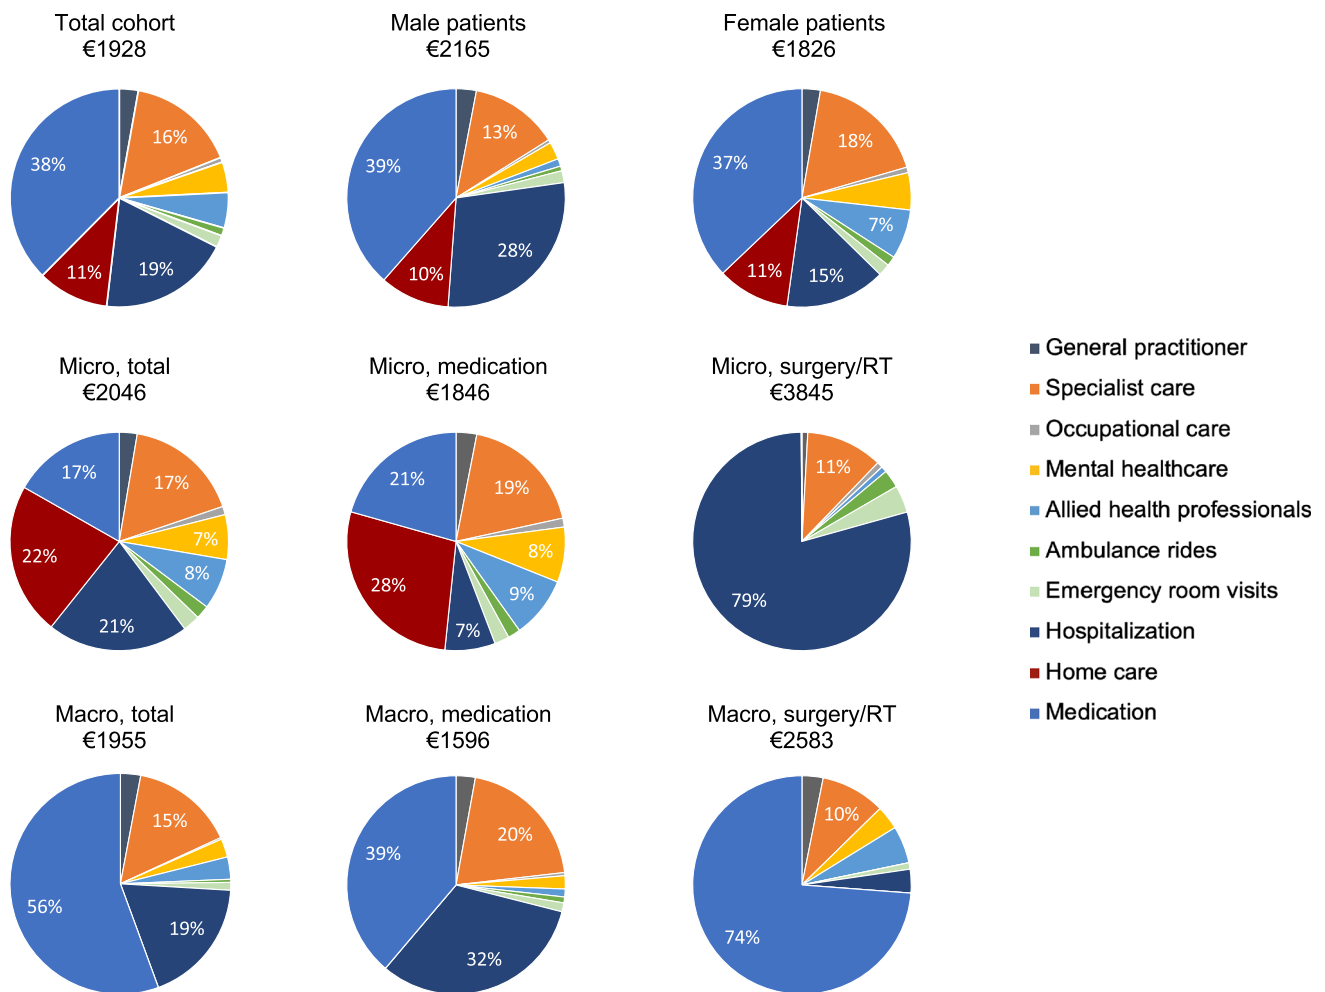 Total cohort
€1928
Male patients
€2165
Female patients
€1826
16%
38%
11%
19%
13%
39%
10%
28%
18%
37%
7%
11%
15%
Micro, total
€2046
Micro, medication
€1846
Micro, surgery/RT
€3845
17%
17%
7%
22%
8%
21%
21%
19%
8%
28%
9%
7%
11%
79%
General practitioner
Specialist care
Occupational care
Mental healthcare
Allied health professionals
Ambulance rides
Emergency room visits
Hospitalization
Home care
Medication
Macro, total
€1955
Macro, medication
€1596
Macro, surgery/RT
€2583
15%
56%
19%
20%
39%
32%
10%
74%